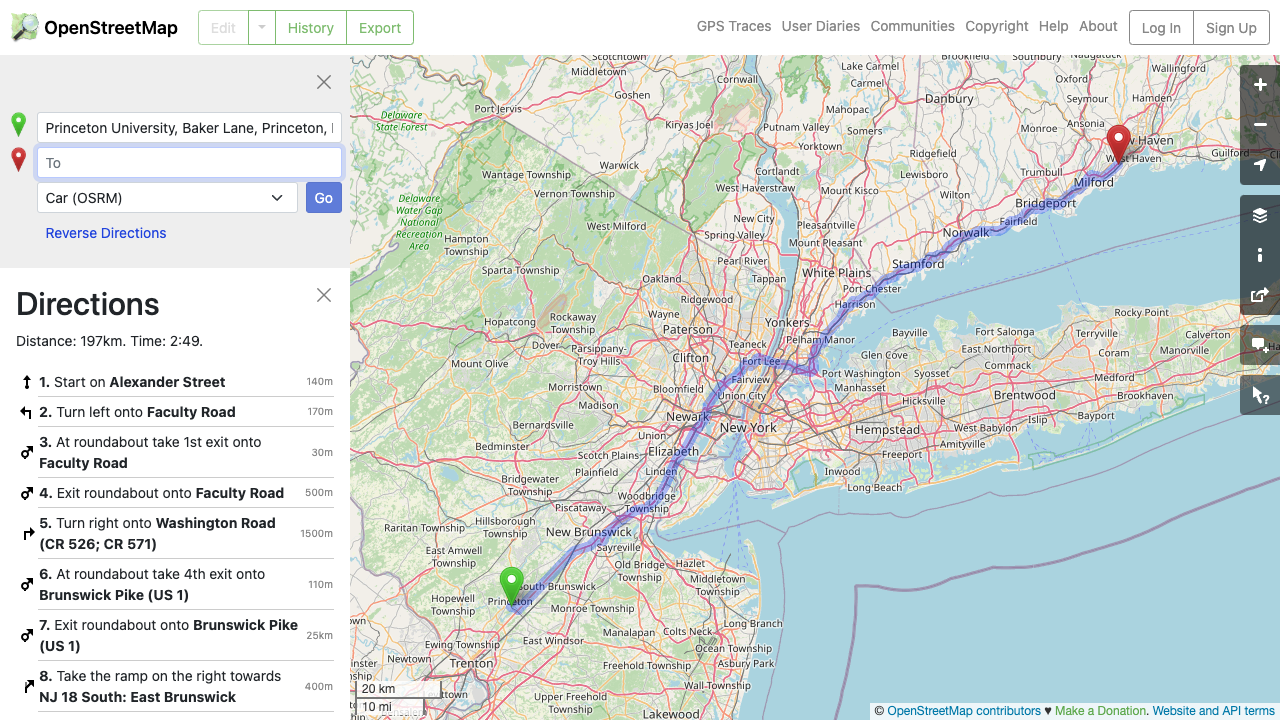 OpenStreetMap
Edit
History
Export
GPS Traces
User Diaries
Communities
Copyright
Help
About
Log In
Sign Up
Princeton University, Baker Lane, Princeton,
To
Car (OSRM)
Go
Reverse Directions
Directions
Distance: 197km. Time: 2:49.
1. Start on Alexander Street 140m
2. Turn left onto Faculty Road 170m
3. At roundabout take 1st exit onto
Faculty Road 30m
4. Exit roundabout onto Faculty Road 500m
5. Turn right onto Washington Road
(CR 526; CR 571) 1500m
6. At roundabout take 4th exit onto
Brunswick Pike (US 1) 110m
7. Exit roundabout onto Brunswick Pike
(US 1) 25km
8. Take the ramp on the right towards
NJ 18 South: East Brunswick 400m
Middletown
Cornwall
Lake Carmel
Carmel
Brookfield
Oxford
Wallingford
Goshen
Danbury
Seymour
Hamden
Port Jervis
Mahopac
Delaware
State Forest
Kiryas Joel
Putnam Valley
Somers
Monroe
Ansonia
Yorktown
Ridgefield
West Haven
Guilford
Warwick
Cortlandt
Trumbull
Wantage Township
West Haverstraw
Mount Kisco
Milford
Vernon Township
Wilton
Bridgeport
Delaware
Water Gap
National
Recreation
Area
New City
Pleasantville
Fairfield
West Milford
Spring Valley
Mount Pleasant
Norwalk
Hampton
Township
Pearl River
Stamford
Sparta Township
Tappan
White Plains
Oakland
Ridgewood
Port Chester
Harrison
Hopatcong
Rockaway
Township
Wayne
Paterson
Yonkers
Rocky Point
Dover
Teaneck
Pelham Manor
Bayville
Fort Salonga
Terryville
Calverton
Parsippany-
Troy Hills
Mount Olive
Clifton
Fort Lee
Glen Cove
East Northport
Coram
Manorville
Port Washington
Syosset
Commack
Morristown
Bloomfield
Fairview
Manhasset
Medford
Madison
Union City
Hicksville
Brentwood
Brookhaven
Newark
New York
Bernardsville
Hempstead
West Babylon
Islip
Bayport
Bedminster
Union
Amityville
Scotch Plains
Elizabeth
Freeport
Plainfield
Linden
Inwood
Long Beach
Bridgewater
Township
Woodbridge
Township
Piscataway
Raritan Township
Hillsborough
Township
New Brunswick
Sayreville
East Amwell
Township
Old Bridge
Township
Hazlet
Middletown
Township
South Brunswick
Hopewell
Township
Princeton
Monroe Township
Long Branch
Manalapan
Colts Neck
Ewing Township
East Windsor
Ocean Township
Newtown
Trenton
Freehold Township
Asbury Park
Wall Township
Upper Freehold
Township
Lakewood
20 km
10 mi
© OpenStreetMap contributors ♥ Make a Donation. Website and API terms